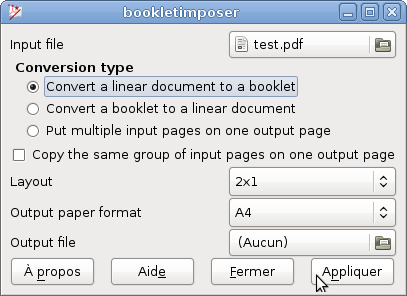 bookletimposer
Input file test.pdf
Conversion type
Convert a linear document to a booklet
Convert a booklet to a linear document
Put multiple input pages on one output page
Copy the same group of input pages on one output page
Layout 2x1
Output paper format A4
Output file (Aucun)
À propos Aide Fermer Appliquer